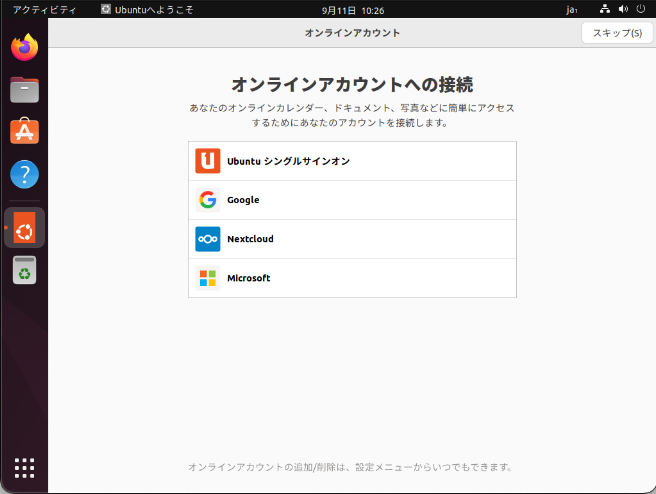 アクティビティ
Ubuntuへようこそ
9月11日 10:26
ja₁
オンラインアカウント
スキップ(S)
オンラインアカウントへの接続
あなたのオンラインカレンダー、ドキュメント、写真などに簡単にアクセス
するためにあなたのアカウントを接続します。
Ubuntu シングルサインオン
Google
Nextcloud
Microsoft
オンラインアカウントの追加/削除は、設定メニューからいつでもできます。